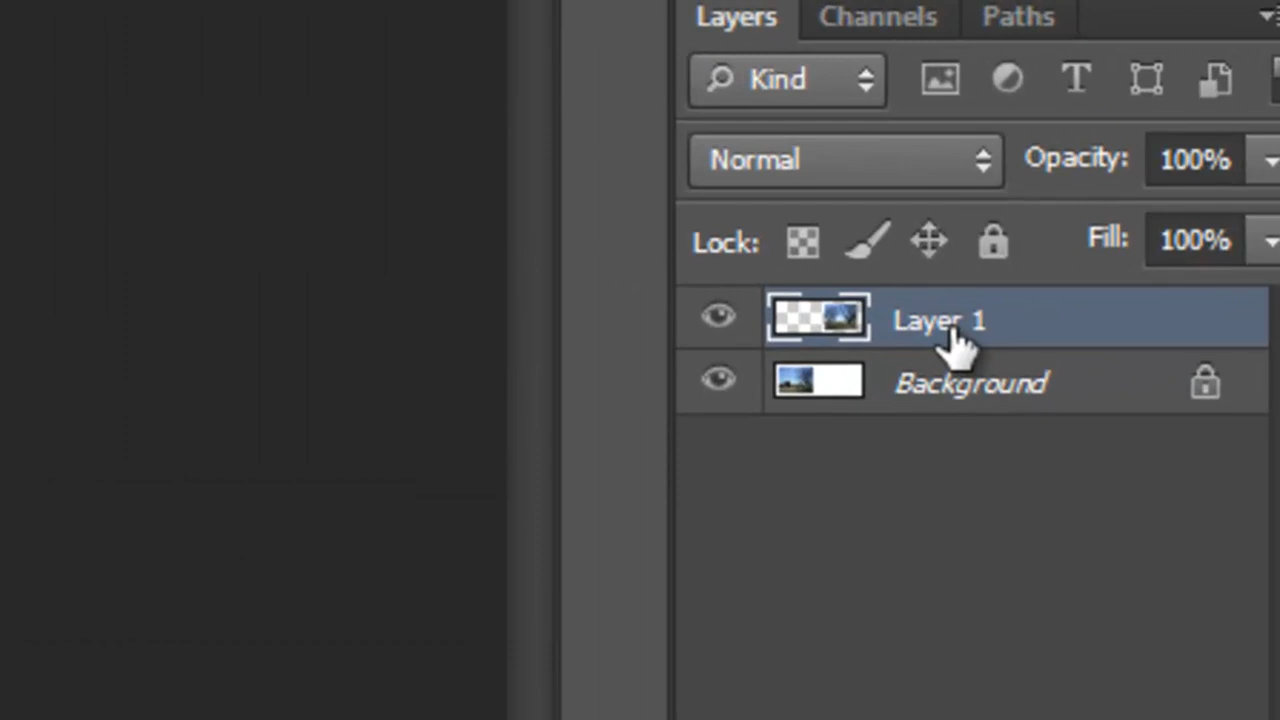 Layers Channels Paths
Kind
Normal Opacity: 100%
Lock: Fill: 100%
Layer 1
Background